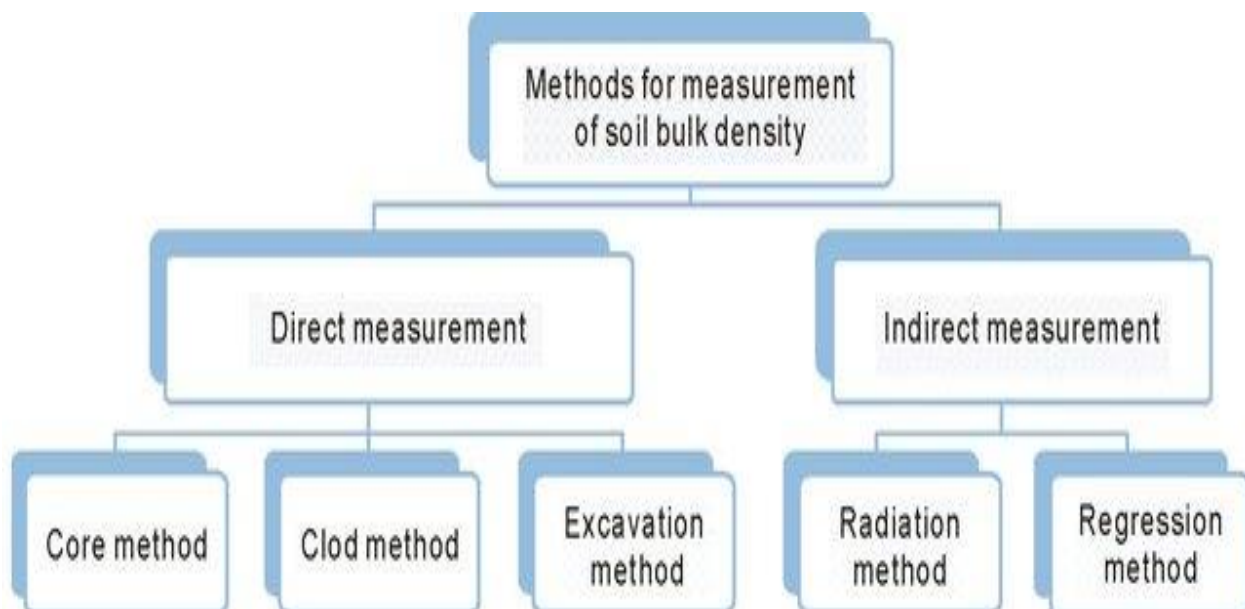 Methods for measurement
of soil bulk density
Direct measurement
Indirect measurement
Core method
Clod method
Excavation
method
Radiation
method
Regression
method